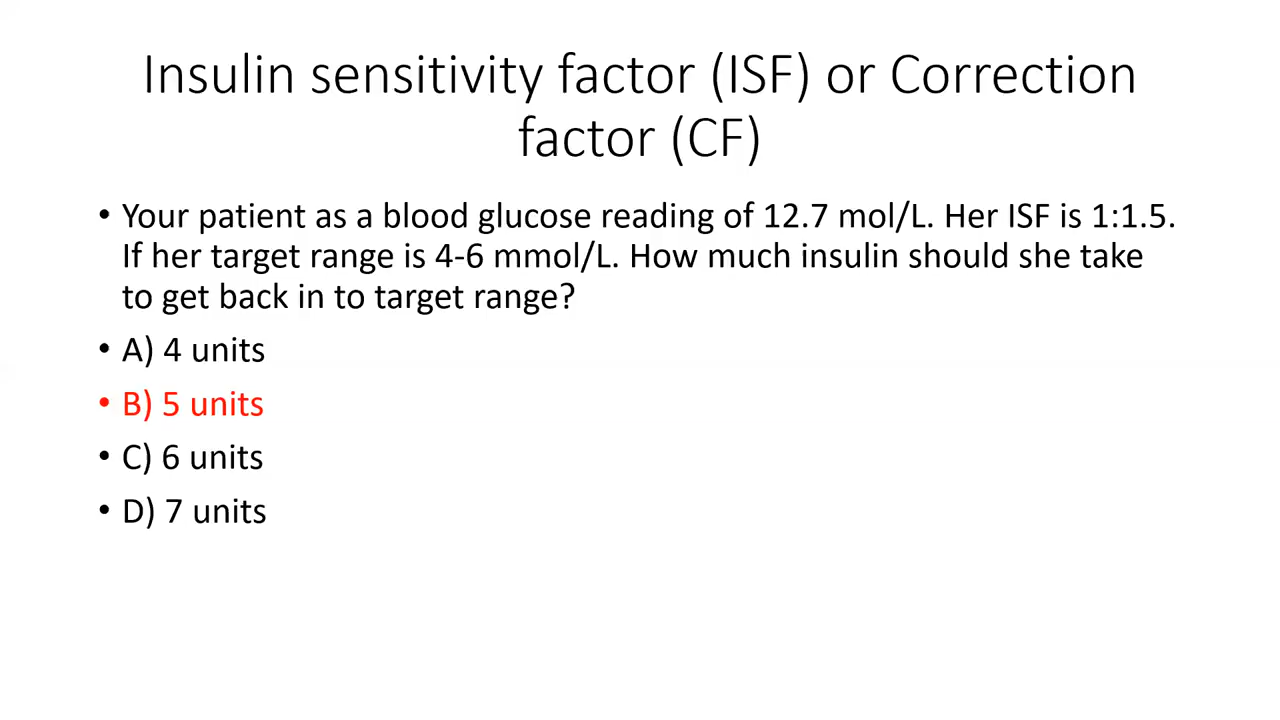 Insulin sensitivity factor (ISF) or Correction
factor (CF)
• Your patient as a blood glucose reading of 12.7 mol/L. Her ISF is 1:1.5.
If her target range is 4-6 mmol/L. How much insulin should she take
to get back in to target range?
• A) 4 units
• B) 5 units
• C) 6 units
• D) 7 units